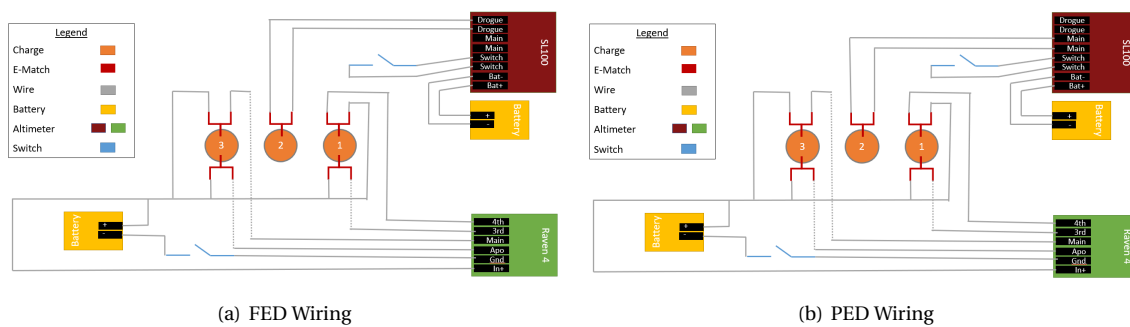 Legend
Charge
E-Match
Wire
Battery
Altimeter
Switch
Drogue
Drogue
Main
Main
Switch
Switch
Bat-
Bat+
SL100
+
-
Battery
3
2
1
Battery
+
-
4th
3rd
Main
Apo
Gnd
In+
Raven 4
(a) FED Wiring
Legend
Charge
E-Match
Wire
Battery
Altimeter
Switch
Drogue
Drogue
Main
Main
Switch
Switch
Bat-
Bat+
SL100
+
-
Battery
3
2
1
Battery
+
-
4th
3rd
Main
Apo
Gnd
In+
Raven 4
(b) PED Wiring